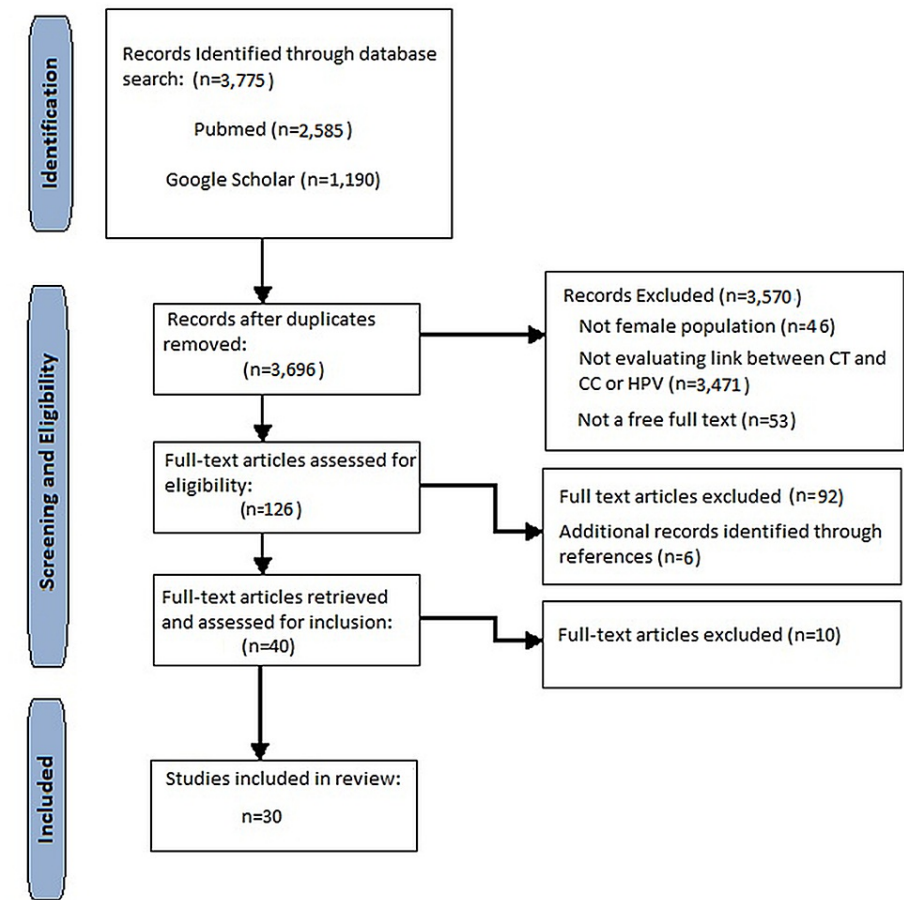 Identification
Records Identified through database
search: (n=3,775)
Pubmed (n=2,585)
Google Scholar (n=1,190)
Screening and Eligibility
Records after duplicates
removed:
(n=3,696)
Records Excluded (n=3,570)
Not female population (n=46)
Not evaluating link between CT and
CC or HPV (n=3,471)
Not a free full text (n=53)
Full-text articles assessed for
eligibility:
(n=126)
Full text articles excluded (n=92)
Additional records identified through
references (n=6)
Full-text articles retrieved
and assessed for inclusion:
(n=40)
Full-text articles excluded (n=10)
Included
Studies included in review:
n=30